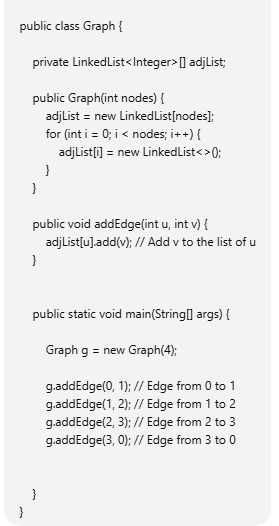 public class Graph {
private LinkedList<Integer>[] adjList;
public Graph(int nodes) {
adjList = new LinkedList[nodes];
for (int i = 0; i < nodes; i++) {
adjList[i] = new LinkedList<>();
}
}
public void addEdge(int u, int v) {
adjList[u].add(v); // Add v to the list of u
}
public static void main(String[] args) {
Graph g = new Graph(4);
g.addEdge(0, 1); // Edge from 0 to 1
g.addEdge(1, 2); // Edge from 1 to 2
g.addEdge(2, 3); // Edge from 2 to 3
g.addEdge(3, 0); // Edge from 3 to 0
}
}